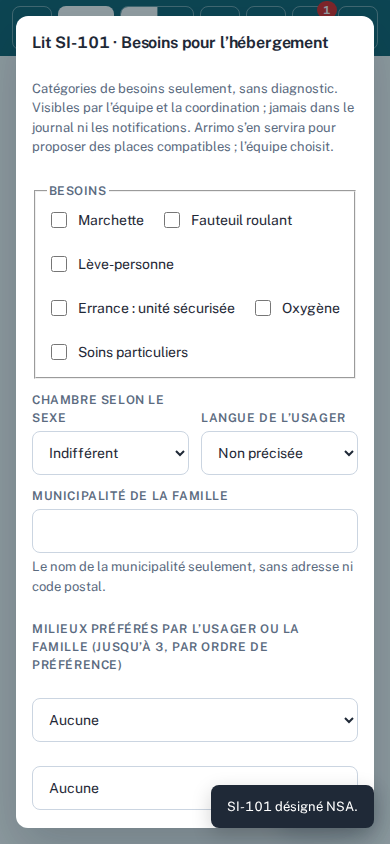 1
Lit SI-101 · Besoins pour l’hébergement
Catégories de besoins seulement, sans diagnostic.
Visibles par l’équipe et la coordination ; jamais dans le
journal ni les notifications. Arrimo s’en servira pour
proposer des places compatibles ; l’équipe choisit.
BESOINS
Marchette Fauteuil roulant
Lève-personne
Errance : unité sécurisée Oxygène
Soins particuliers
CHAMBRE SELON LE
SEXE
LANGUE DE L’USAGER
Indifférent Non précisée
MUNICIPALITÉ DE LA FAMILLE
Le nom de la municipalité seulement, sans adresse ni
code postal.
MILIEUX PRÉFÉRÉS PAR L’USAGER OU LA
FAMILLE (JUSQU’À 3, PAR ORDRE DE
PRÉFÉRENCE)
Aucune
Aucune
SI-101 désigné NSA.